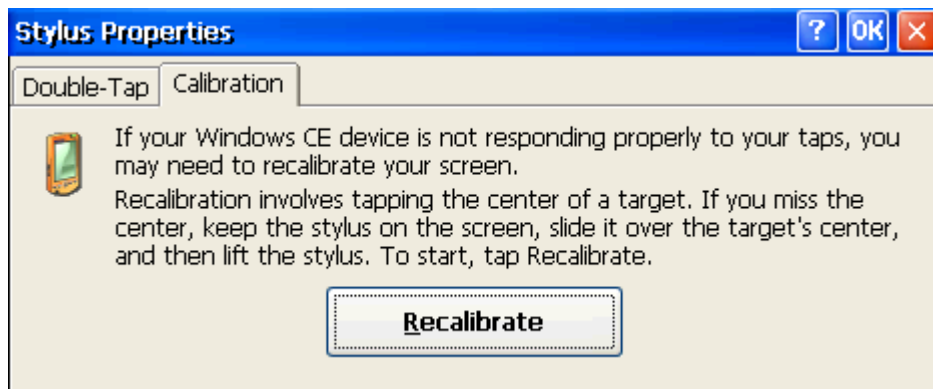 Stylus Properties
? OK ×
Double-Tap Calibration
If your Windows CE device is not responding properly to your taps, you
may need to recalibrate your screen.
Recalibration involves tapping the center of a target. If you miss the
center, keep the stylus on the screen, slide it over the target's center,
and then lift the stylus. To start, tap Recalibrate.
Recalibrate